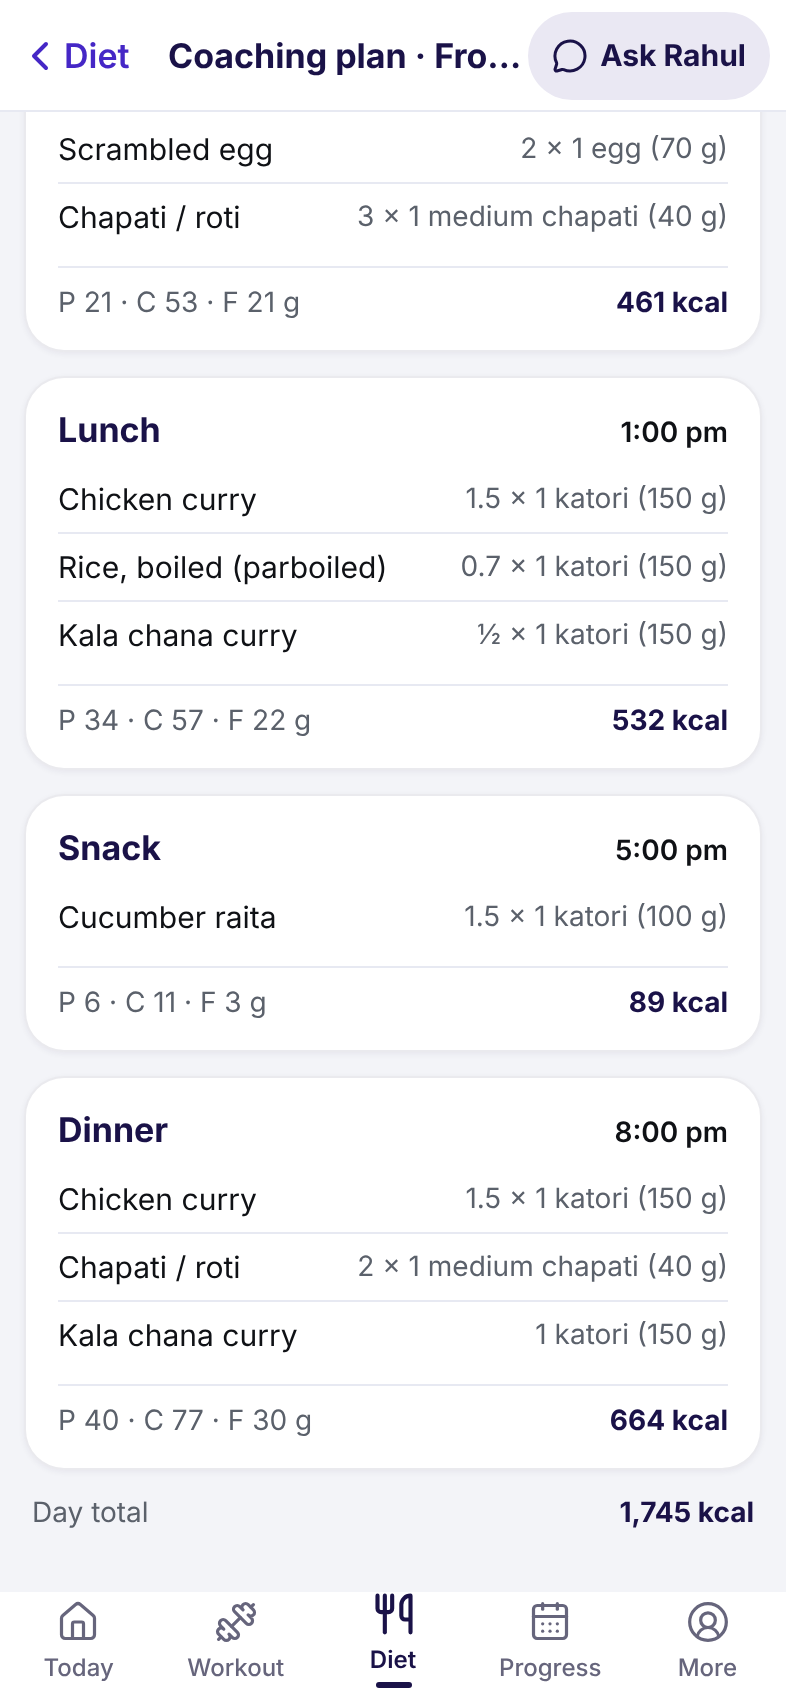 Diet
Coaching plan · Fro...
Ask Rahul
Scrambled egg 2 × 1 egg (70 g)
Chapati / roti 3 × 1 medium chapati (40 g)
P 21 · C 53 · F 21 g 461 kcal
Lunch 1:00 pm
Chicken curry 1.5 × 1 katori (150 g)
Rice, boiled (parboiled) 0.7 × 1 katori (150 g)
Kala chana curry ½ × 1 katori (150 g)
P 34 · C 57 · F 22 g 532 kcal
Snack 5:00 pm
Cucumber raita 1.5 × 1 katori (100 g)
P 6 · C 11 · F 3 g 89 kcal
Dinner 8:00 pm
Chicken curry 1.5 × 1 katori (150 g)
Chapati / roti 2 × 1 medium chapati (40 g)
Kala chana curry 1 katori (150 g)
P 40 · C 77 · F 30 g 664 kcal
Day total 1,745 kcal
Today Workout Diet Progress More